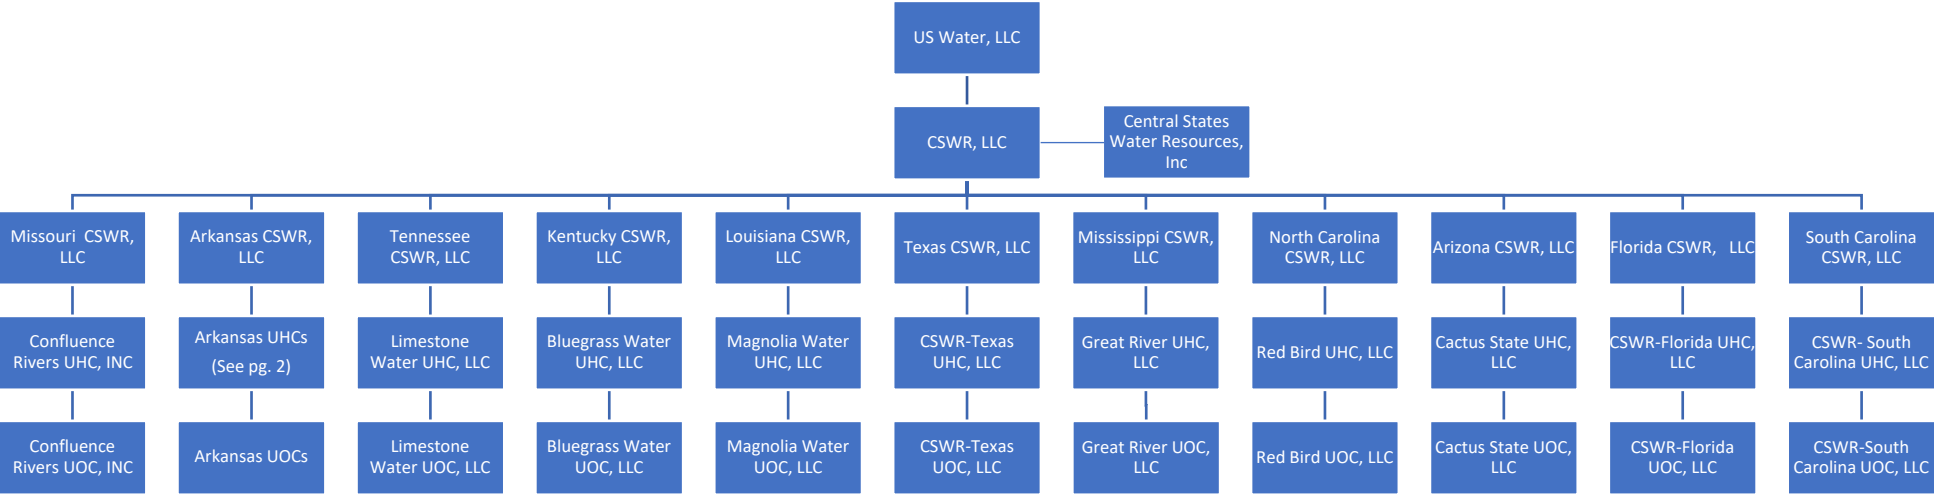 US Water, LLC
CSWR, LLC
Central States
Water Resources,
Inc
Missouri CSWR,
LLC
Arkansas CSWR,
LLC
Tennessee
CSWR, LLC
Kentucky CSWR,
LLC
Louisiana CSWR,
LLC
Texas CSWR, LLC
Mississippi CSWR,
LLC
North Carolina
CSWR, LLC
Arizona CSWR, LLC
Florida CSWR, LLC
South Carolina
CSWR, LLC
Confluence
Rivers UHC, INC
Arkansas UHCs
(See pg. 2)
Limestone
Water UHC, LLC
Bluegrass Water
UHC, LLC
Magnolia Water
UHC, LLC
CSWR-Texas
UHC, LLC
Great River UHC,
LLC
Red Bird UHC, LLC
Cactus State UHC,
LLC
CSWR-Florida UHC,
LLC
CSWR- South
Carolina UHC, LLC
Confluence
Rivers UOC, INC
Arkansas UOCs
Limestone
Water UOC, LLC
Bluegrass Water
UOC, LLC
Magnolia Water
UOC, LLC
CSWR-Texas
UOC, LLC
Great River UOC,
LLC
Red Bird UOC, LLC
Cactus State UOC,
LLC
CSWR-Florida
UOC, LLC
CSWR-South
Carolina UOC, LLC